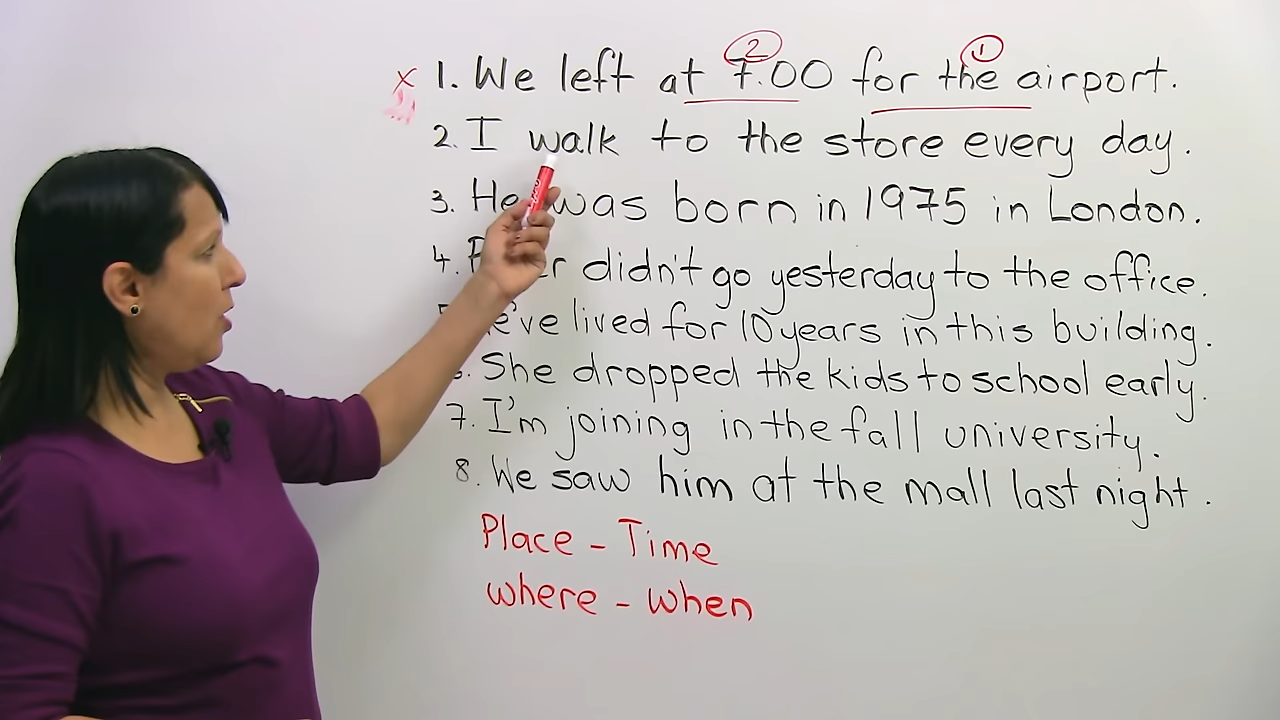 x 1. We left at 7.00 for the airport.
2 1
2. I walk to the store every day.
3. He was born in 1975 in London.
4. didn't go yesterday to the office.
lived for 10 years in this building.
She dropped the kids to school early.
7. I'm joining in the fall university.
8. We saw him at the mall last night.
Place - Time
where - when